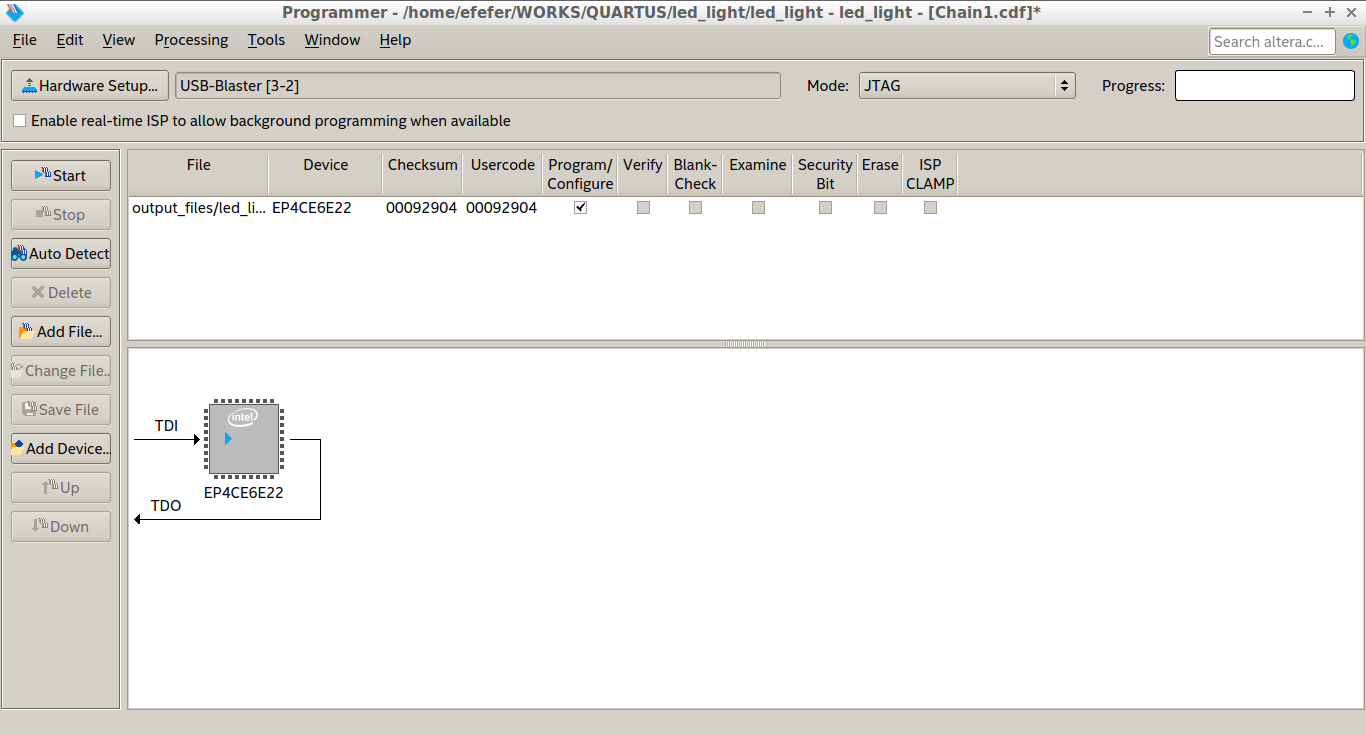 Programmer - /home/efefer/WORKS/QUARTUS/led_light/led_light - led_light - [Chain1.cdf]*
File Edit View Processing Tools Window Help
Search altera.c...
Hardware Setup... USB-Blaster [3-2] Mode: JTAG Progress:
Enable real-time ISP to allow background programming when available
Start
Stop
Auto Detect
Delete
Add File...
Change File..
Save File
Add Device...
Up
Down
File Device Checksum Usercode Program/ Verify Blank- Examine Security Erase ISP
Configure Check Bit CLAMP
output_files/led_li... EP4CE6E22 00092904 00092904
TDI
intel
EP4CE6E22
TDO